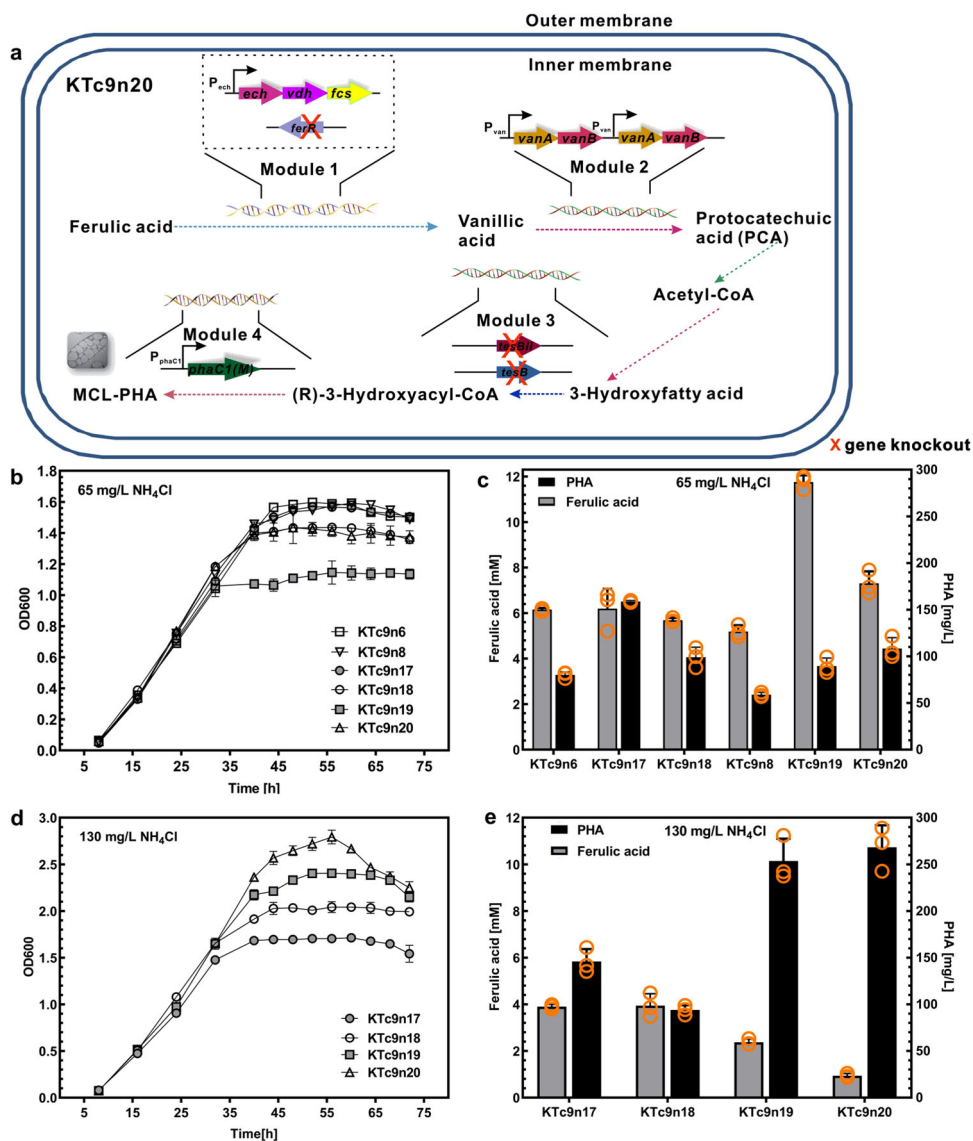 Outer membrane
a
Inner membrane
KTc9n20
Pech
ech
vdh
fcs
ferR
X
Module 1
Pvan
vanA
vanB
Pvan
vanA
vanB
Module 2
Ferulic acid
Vanillic
acid
Protocatechuic
acid (PCA)
Acetyl-CoA
Module 3
tesBII
X
tesB
X
Module 4
PphaC1
phaC1(M)
MCL-PHA
(R)-3-Hydroxyacyl-CoA
3-Hydroxyfatty acid
X gene knockout
b
65 mg/L NH4Cl
OD600
1.8
1.6
1.4
1.2
1.0
0.8
0.6
0.4
0.2
0.0
KTc9n6
KTc9n8
KTc9n17
KTc9n18
KTc9n19
KTc9n20
5 15 25 35 45 55 65 75
Time [h]
c
PHA
Ferulic acid
65 mg/L NH4Cl
Ferulic acid [mM]
12
10
8
6
4
2
0
PHA [mg/L]
300
250
200
150
100
50
0
KTc9n6 KTc9n17 KTc9n18 KTc9n8 KTc9n19 KTc9n20
d
130 mg/L NH4Cl
OD600
3.0
2.5
2.0
1.5
1.0
0.5
0.0
KTc9n17
KTc9n18
KTc9n19
KTc9n20
5 15 25 35 45 55 65 75
Time[h]
e
PHA
Ferulic acid
130 mg/L NH4Cl
Ferulic acid [mM]
12
10
8
6
4
2
0
PHA [mg/L]
300
250
200
150
100
50
0
KTc9n17 KTc9n18 KTc9n19 KTc9n20